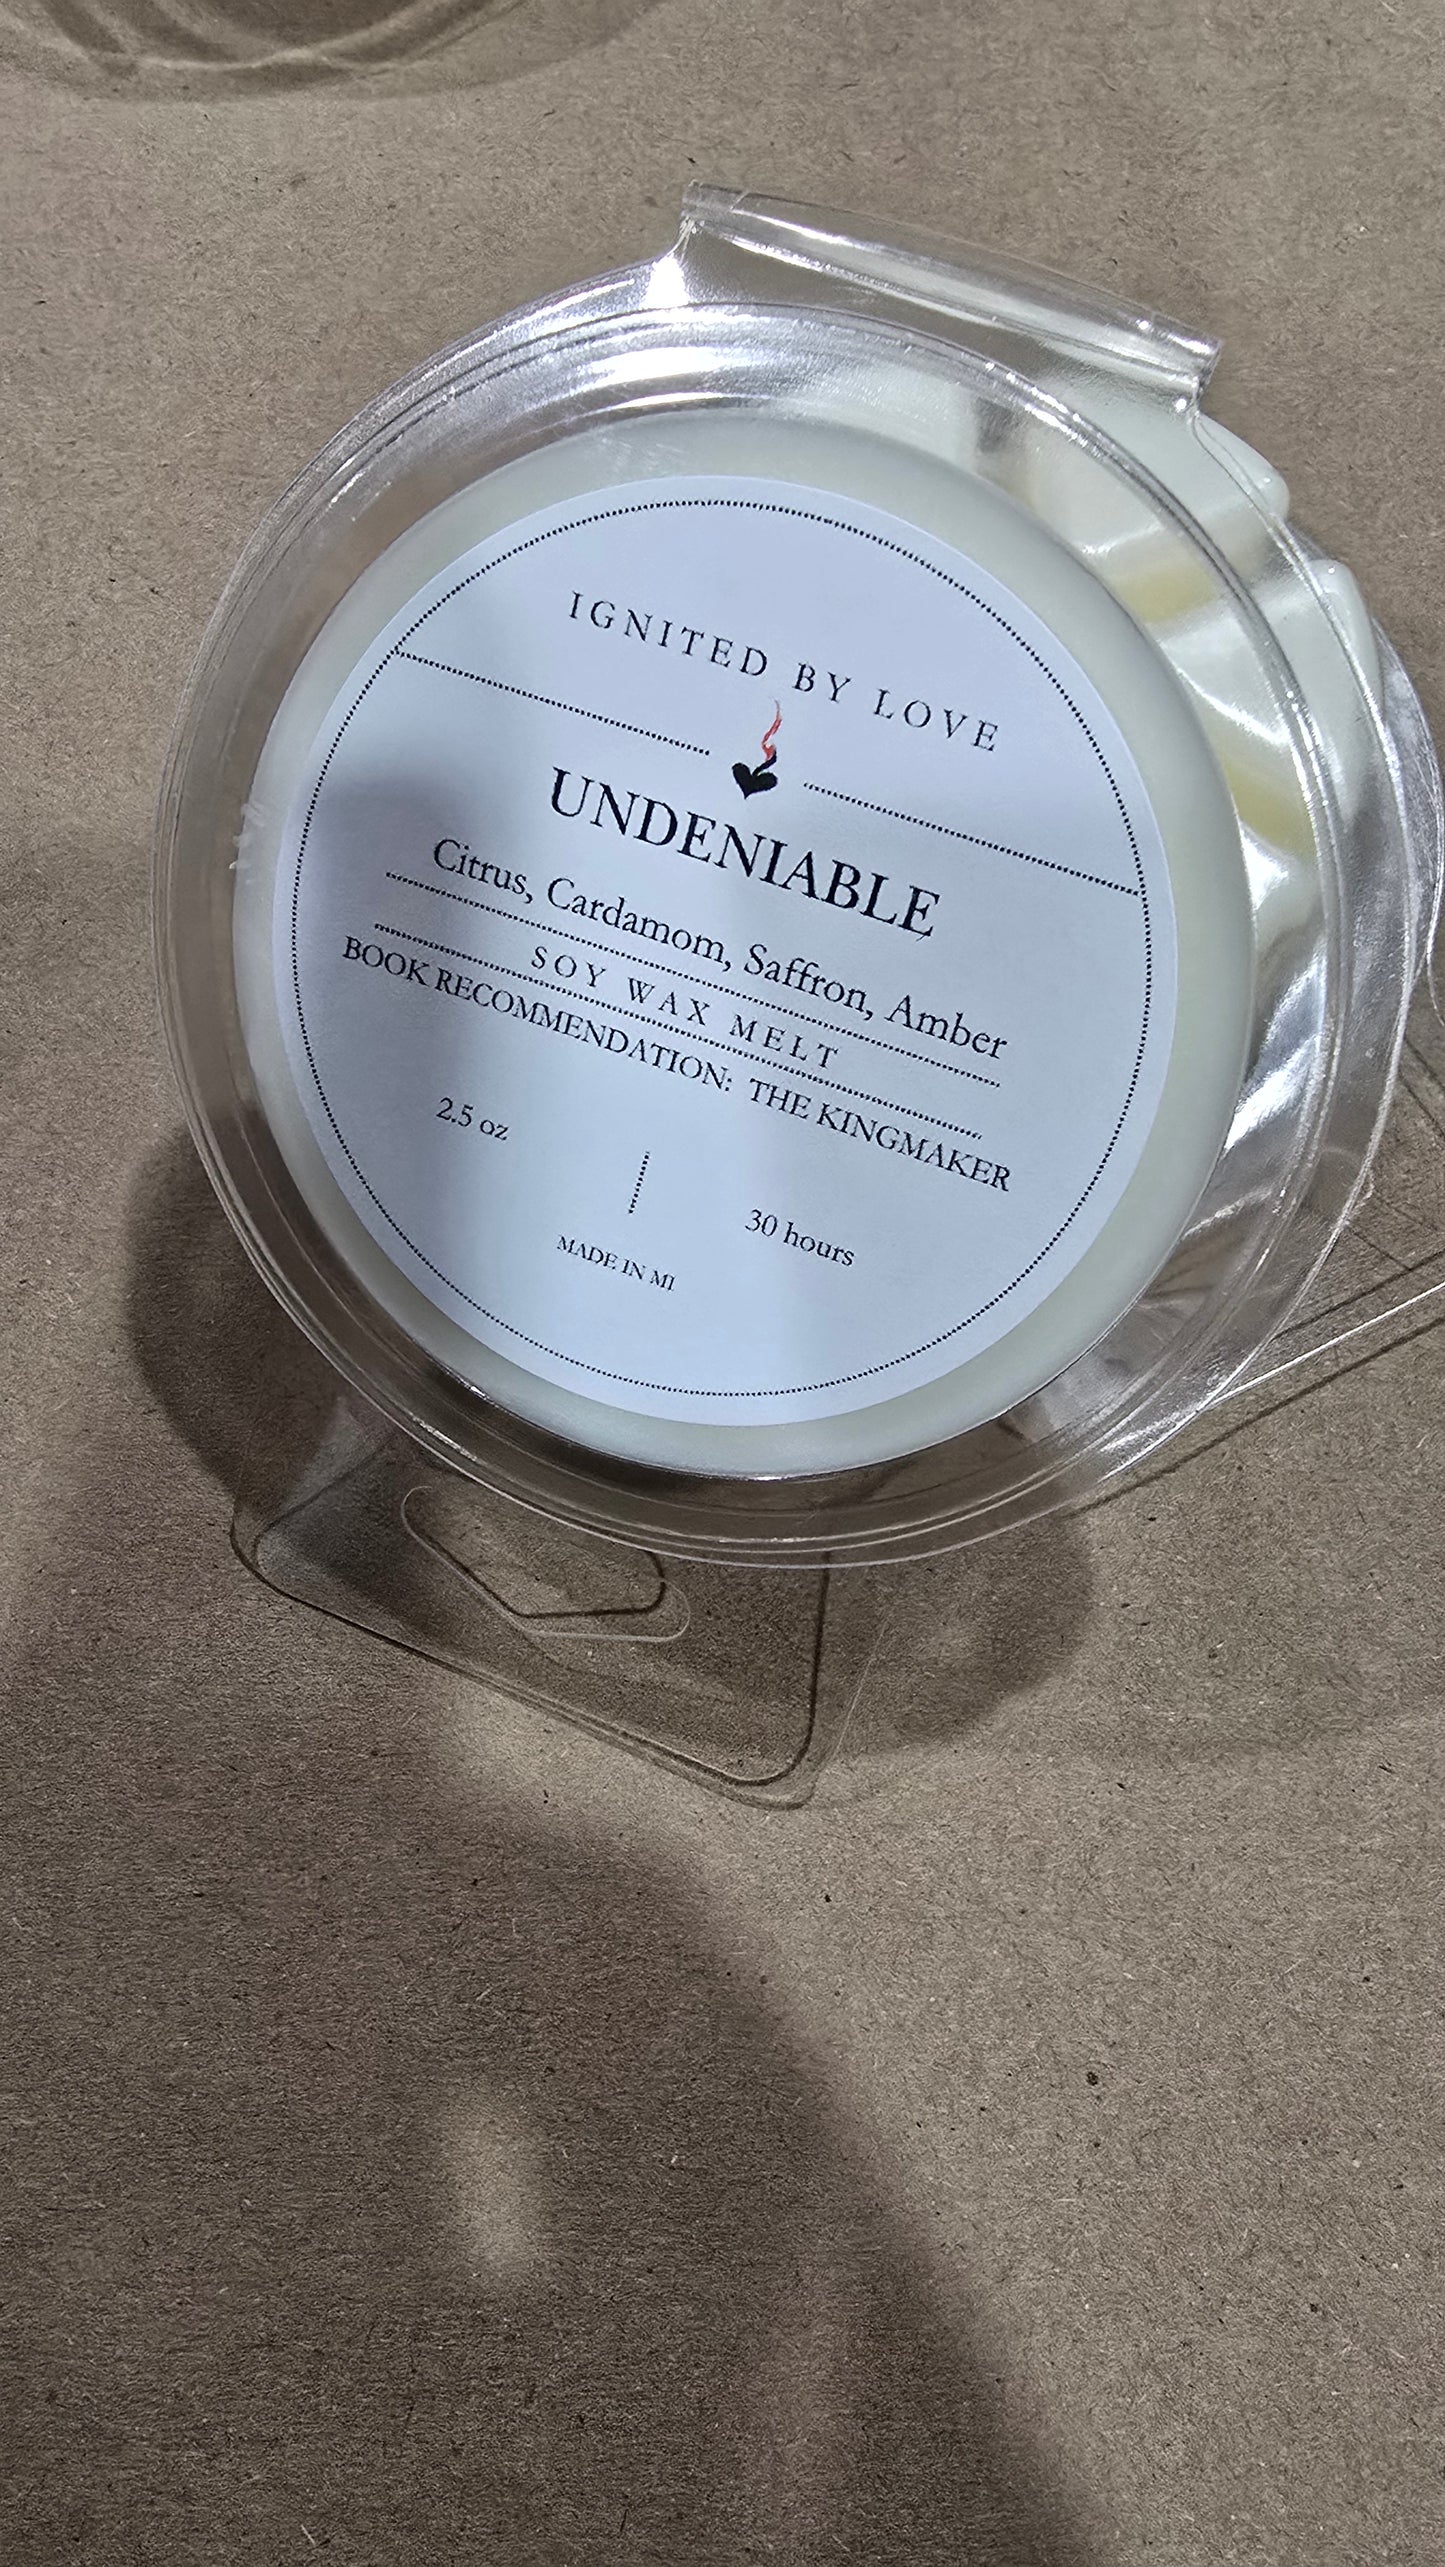 IGNITED BY LOVE
UNDENIABLE
Citrus, Cardamom, Saffron, Amber
SOY WAX MELT
BOOK RECOMMENDATION: THE KINGMAKER
2.5 oz
30 hours
MADE IN MI